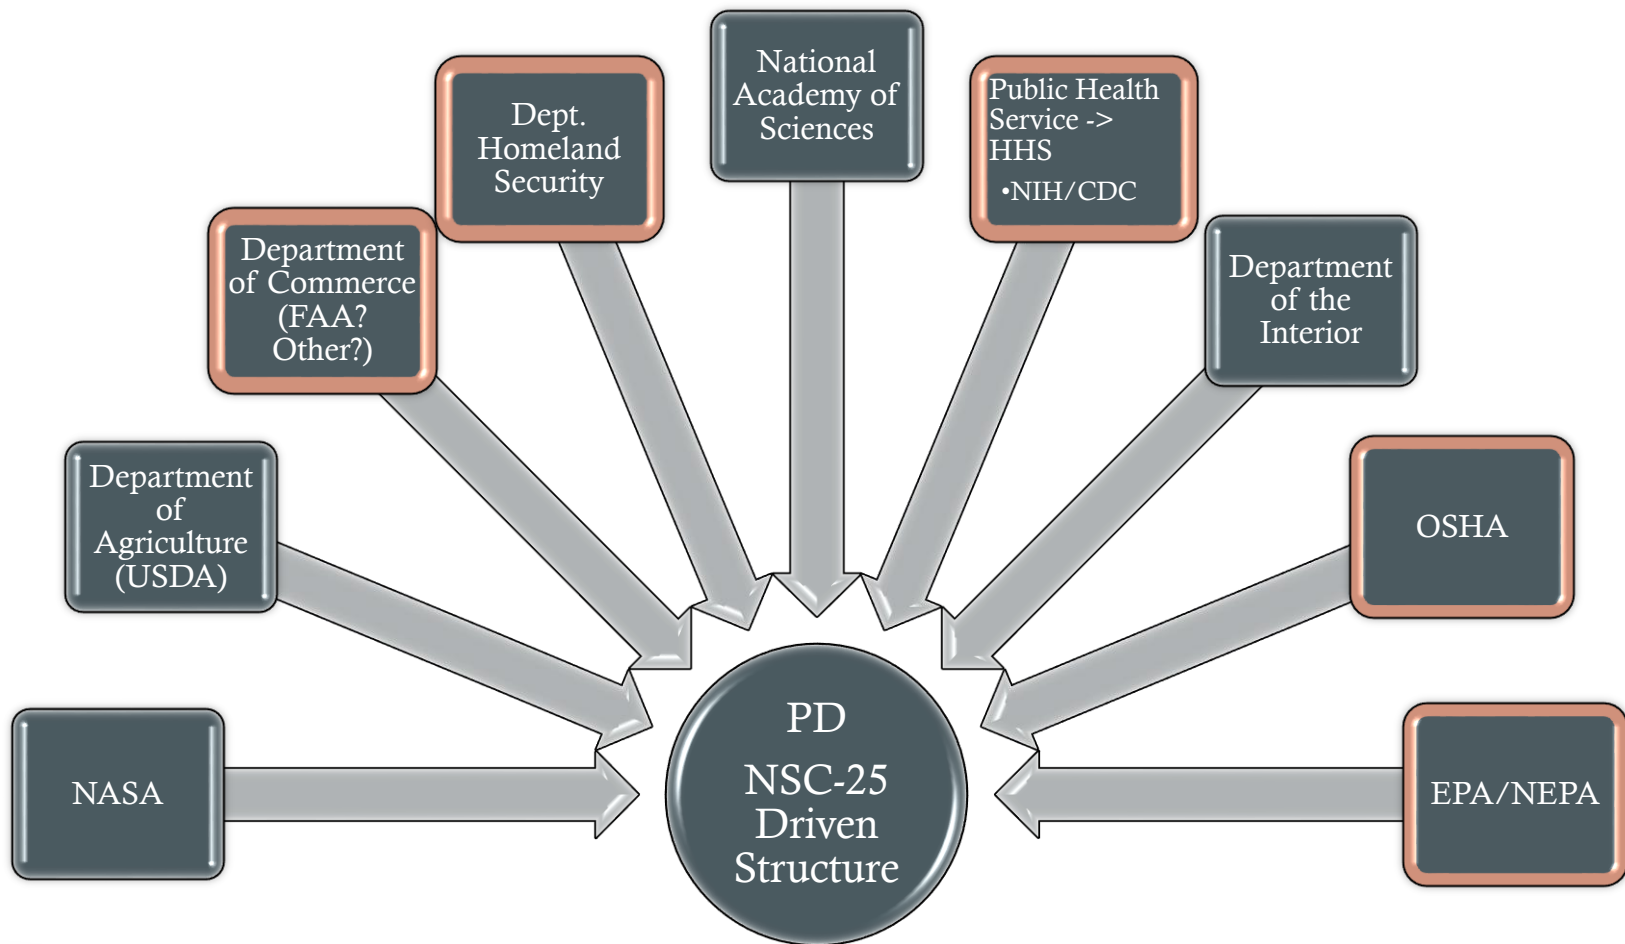 National
Academy of
Sciences
Dept.
Homeland
Security
Public Health
Service ->
HHS
•NIH/CDC
Department
of Commerce
(FAA?
Other?)
Department
of the
Interior
Department
of
Agriculture
(USDA)
OSHA
NASA
PD
NSC-25
Driven
Structure
EPA/NEPA